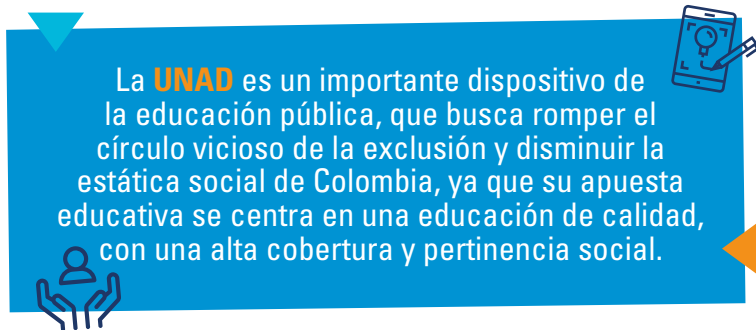 La UNAD es un importante dispositivo de
la educación pública, que busca romper el
círculo vicioso de la exclusión y disminuir la
estática social de Colombia, ya que su apuesta
educativa se centra en una educación de calidad,
con una alta cobertura y pertinencia social.